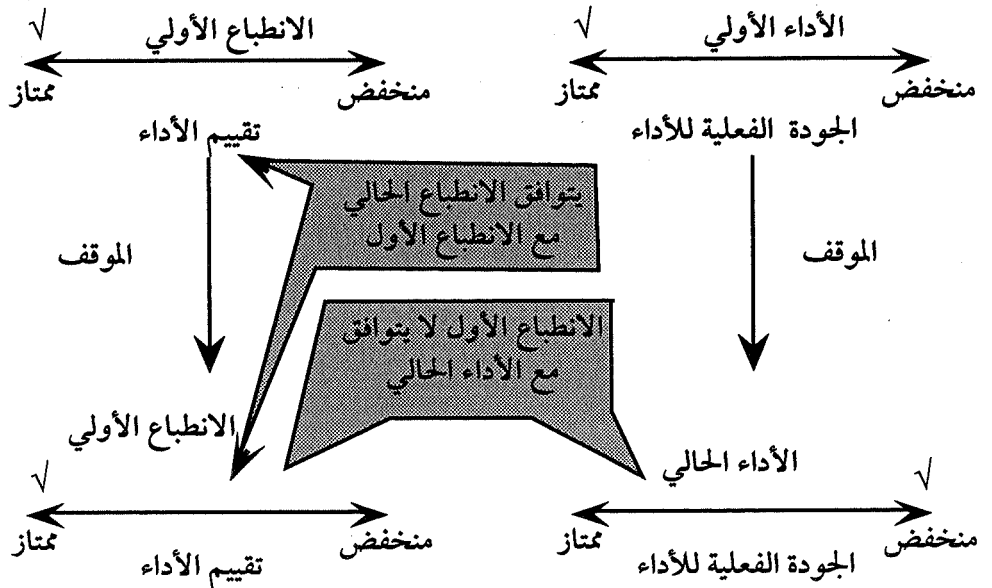 √
الأداء الأولي
ممتاز
منخفض
الجودة الفعلية للأداء
√
الانطباع الأولي
ممتاز
منخفض
تقييم الأداء
يتوافق الانطباع الحالي
مع الانطباع الأول
الموقف
الموقف
الانطباع الأول لا يتوافق
مع الأداء الحالي
الأداء الحالي
√
منخفض
ممتاز
الجودة الفعلية للأداء
الانطباع الأولي
√
منخفض
ممتاز
تقييم الأداء